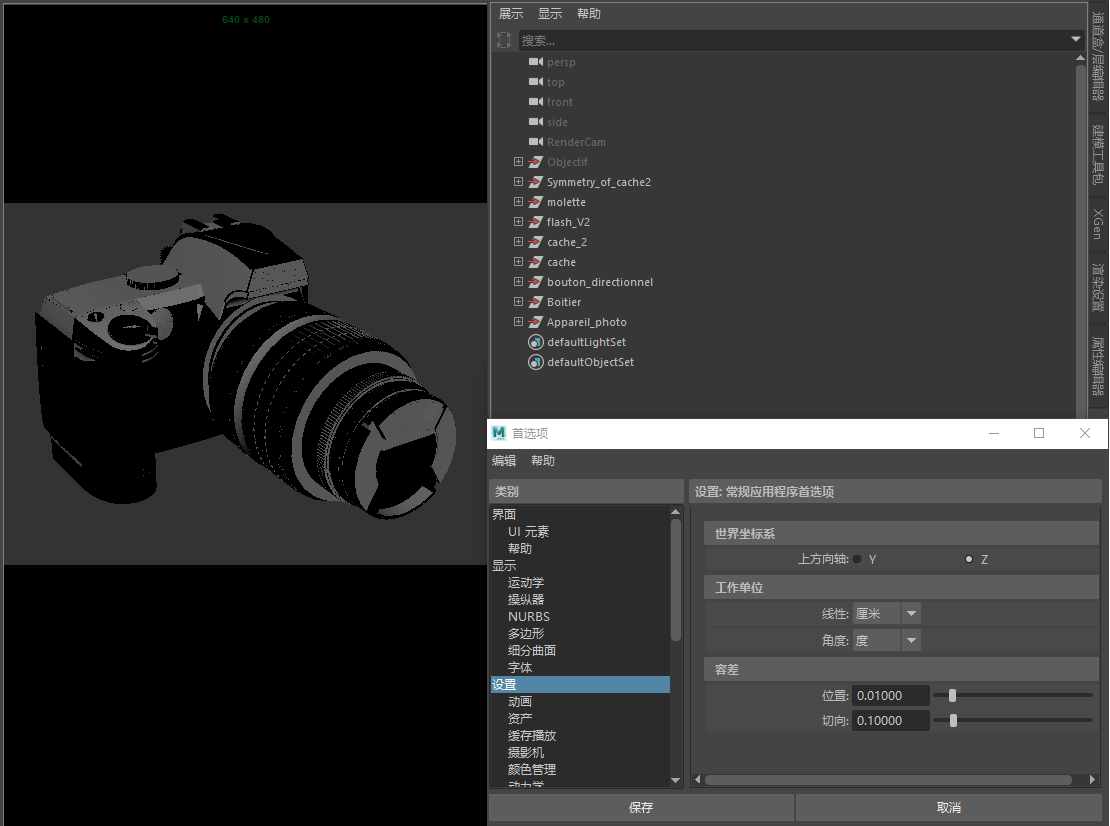 640 x 480
展示 显示 帮助
搜索...
persp
top
front
side
RenderCam
Objectif
Symmetry_of_cache2
molette
flash_V2
cache_2
cache
bouton_directionnel
Boitier
Appareil_photo
defaultLightSet
defaultObjectSet
通道盒/层编辑器
建模工具包
XGen
渲染设置
属性编辑器
M 首选项
编辑 帮助
类别
界面
UI 元素
帮助
显示
运动学
操纵器
NURBS
多边形
细分曲面
字体
设置
动画
资产
缓存播放
摄影机
颜色管理
动力学
设置: 常规应用程序首选项
世界坐标系
上方向轴: Y Z
工作单位
线性: 厘米
角度: 度
容差
位置: 0.01000
切向: 0.10000
保存 取消